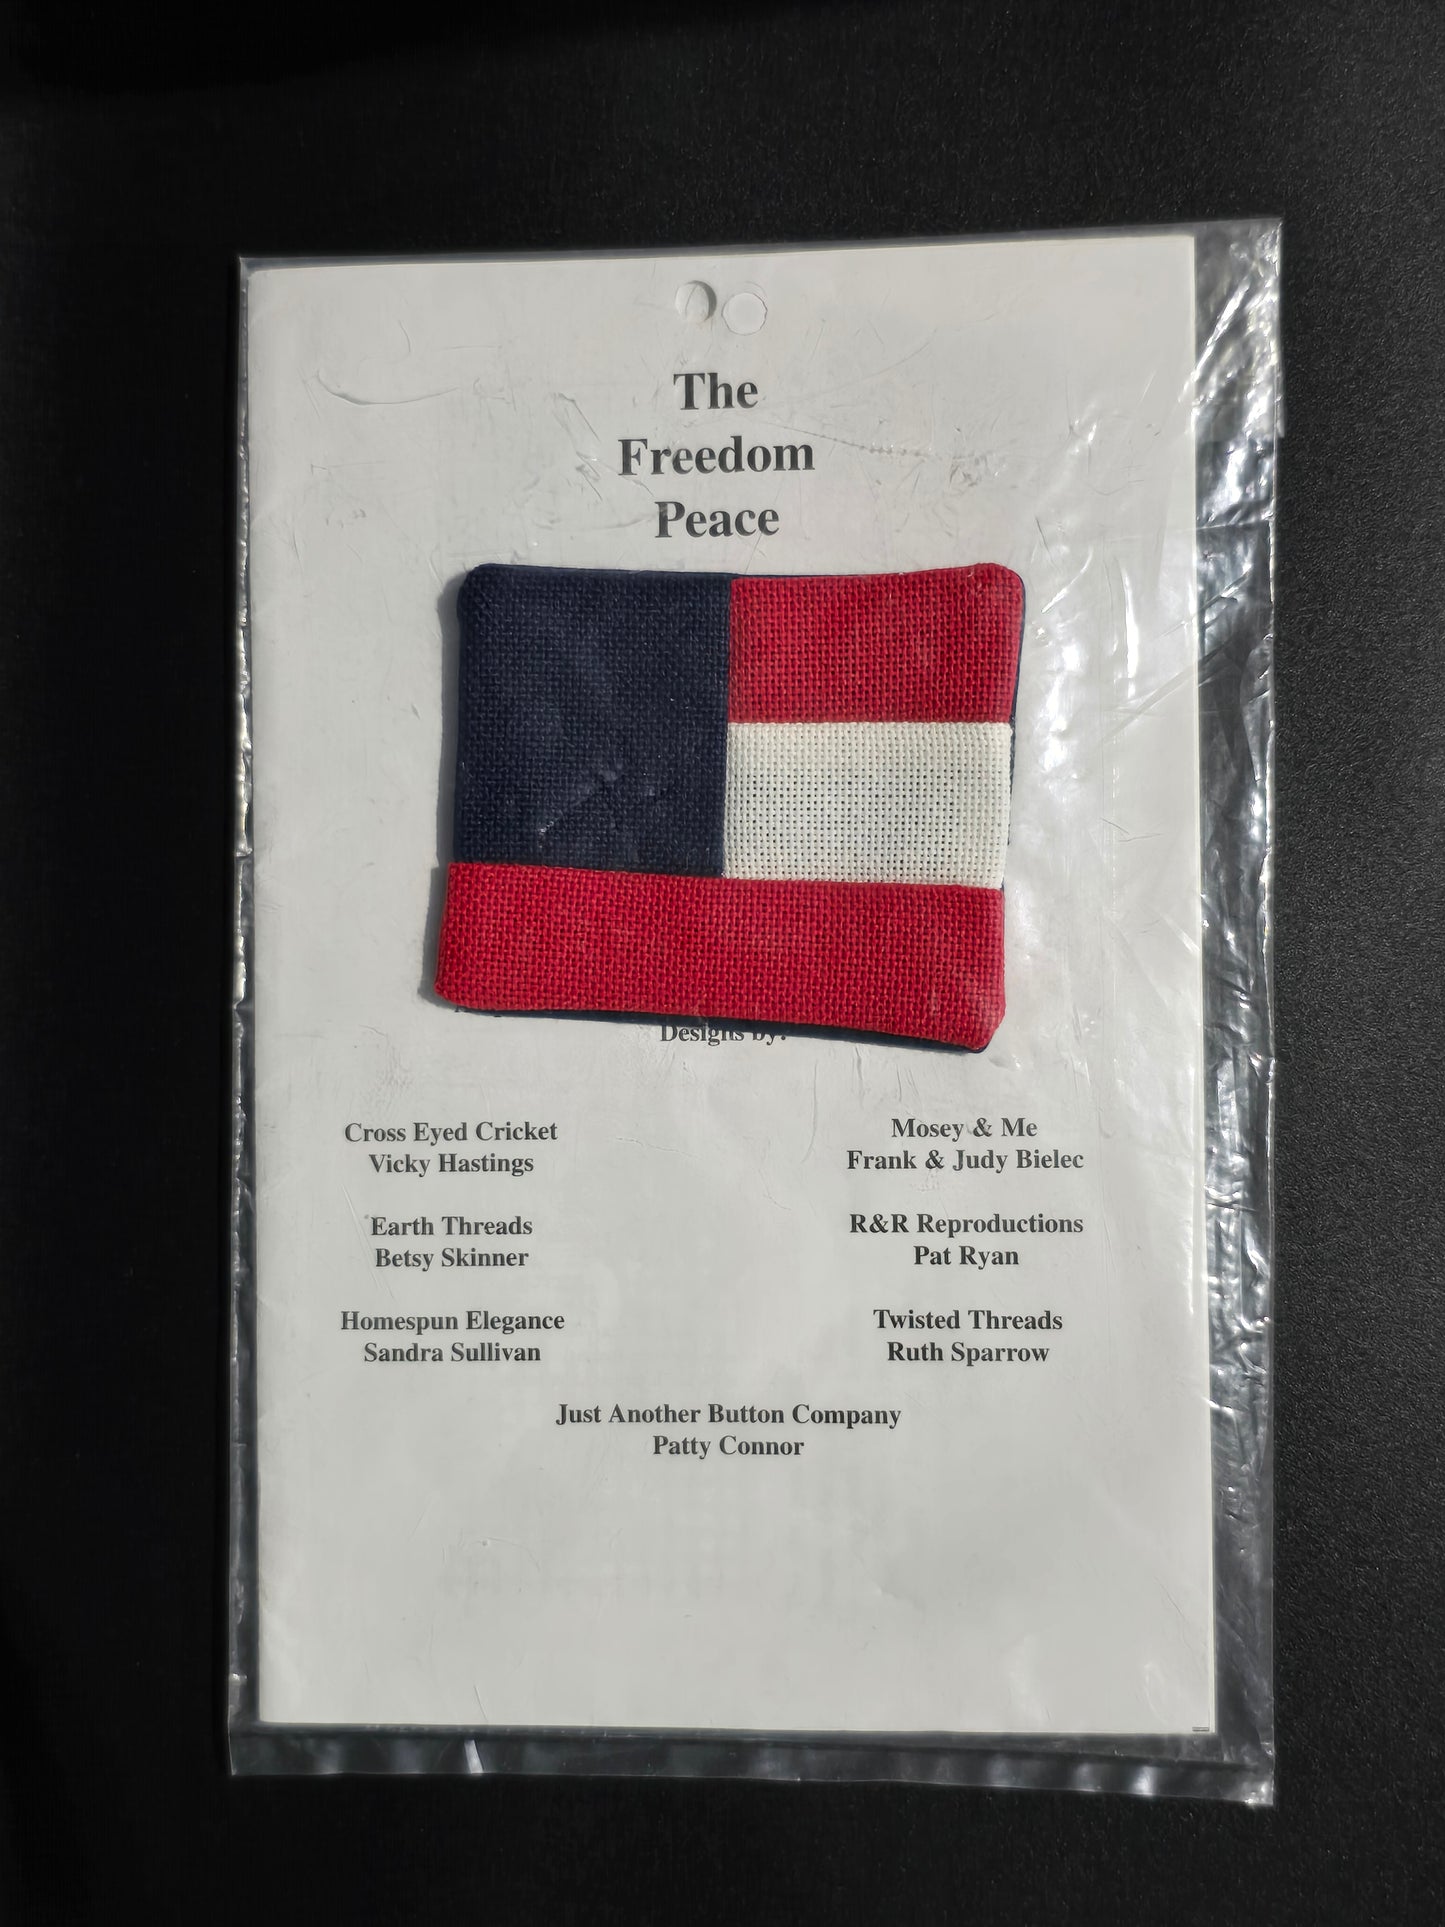 The
Freedom
Peace
Designs by:
Cross Eyed Cricket
Vicky Hastings
Mosey & Me
Frank & Judy Bielec
Earth Threads
Betsy Skinner
R&R Reproductions
Pat Ryan
Homespun Elegance
Sandra Sullivan
Twisted Threads
Ruth Sparrow
Just Another Button Company
Patty Connor